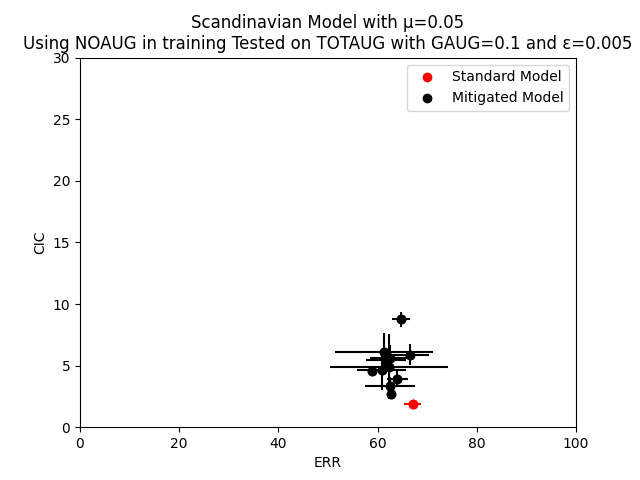 Scandinavian Model with μ=0.05
Using NOAUG in training Tested on TOTAUG with GAUG=0.1 and ε=0.005
Standard Model
Mitigated Model
CIC
30
25
20
15
10
5
0
0 20 40 60 80 100
ERR